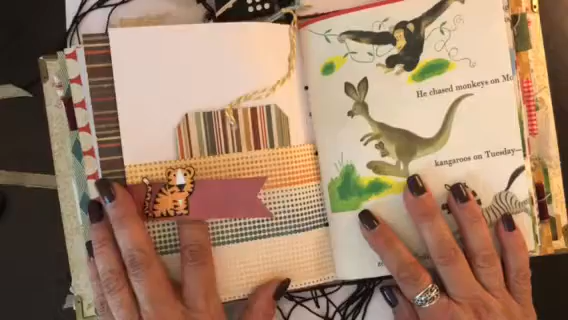 He chased monkeys on Mo
kangaroos on Tuesday—